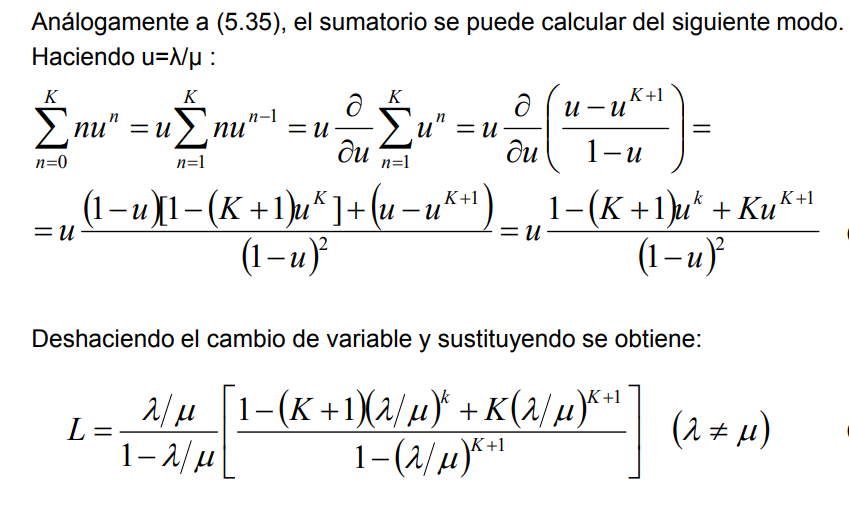 Análogamente a (5.35), el sumatorio se puede calcular del siguiente modo.
Haciendo u=λ/μ :
$$\sum_{n=0}^{K} nu^{n} = u\sum_{n=1}^{K} nu^{n-1} = u\frac{\partial}{\partial u}\sum_{n=1}^{K} u^{n} = u\frac{\partial}{\partial u}\left(\frac{u-u^{K+1}}{1-u}\right) =$$
$$= u\frac{(1-u)[1-(K+1)u^{K}]+(u-u^{K+1})}{(1-u)^{2}} = u\frac{1-(K+1)u^{k}+Ku^{K+1}}{(1-u)^{2}}$$
Deshaciendo el cambio de variable y sustituyendo se obtiene:
$$L = \frac{\lambda/\mu}{1-\lambda/\mu}\left[\frac{1-(K+1)(\lambda/\mu)^{k}+K(\lambda/\mu)^{K+1}}{1-(\lambda/\mu)^{K+1}}\right] \quad (\lambda \neq \mu)$$